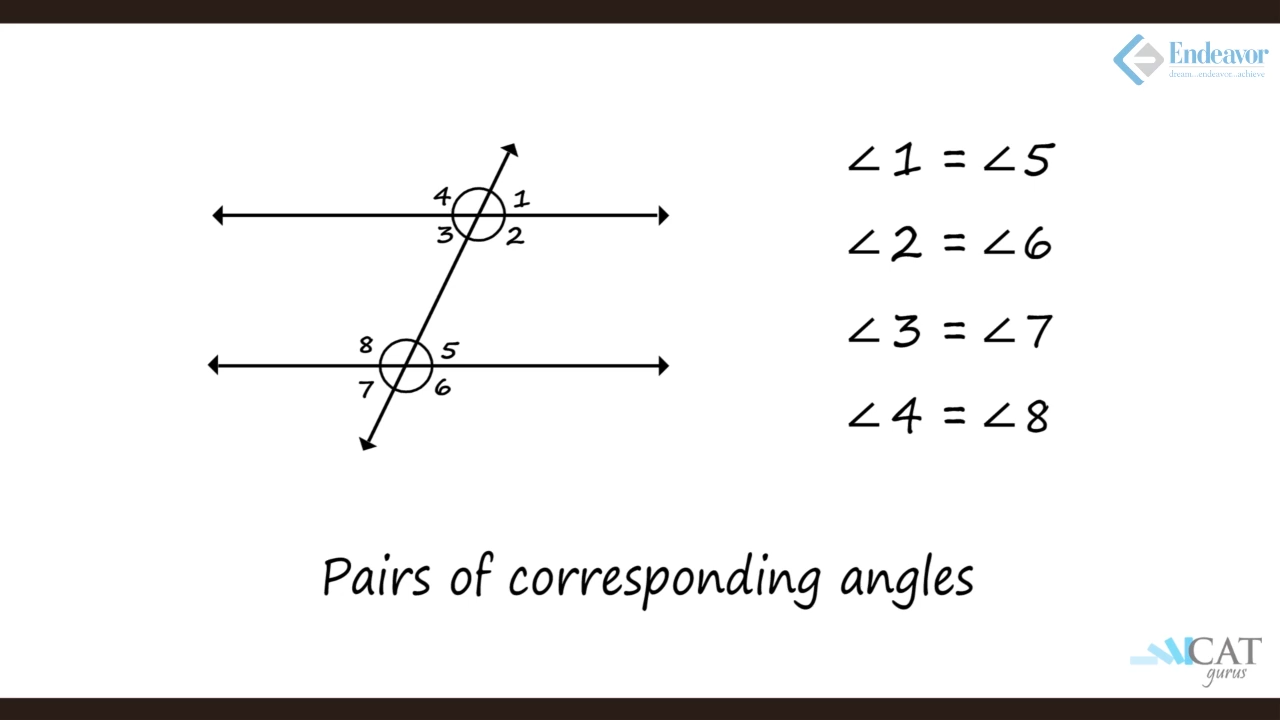 Endeavor
dream...endeavor...achieve
4 1
3 2
8 5
7 6
∠1 = ∠5
∠2 = ∠6
∠3 = ∠7
∠4 = ∠8
Pairs of corresponding angles
CAT
gurus